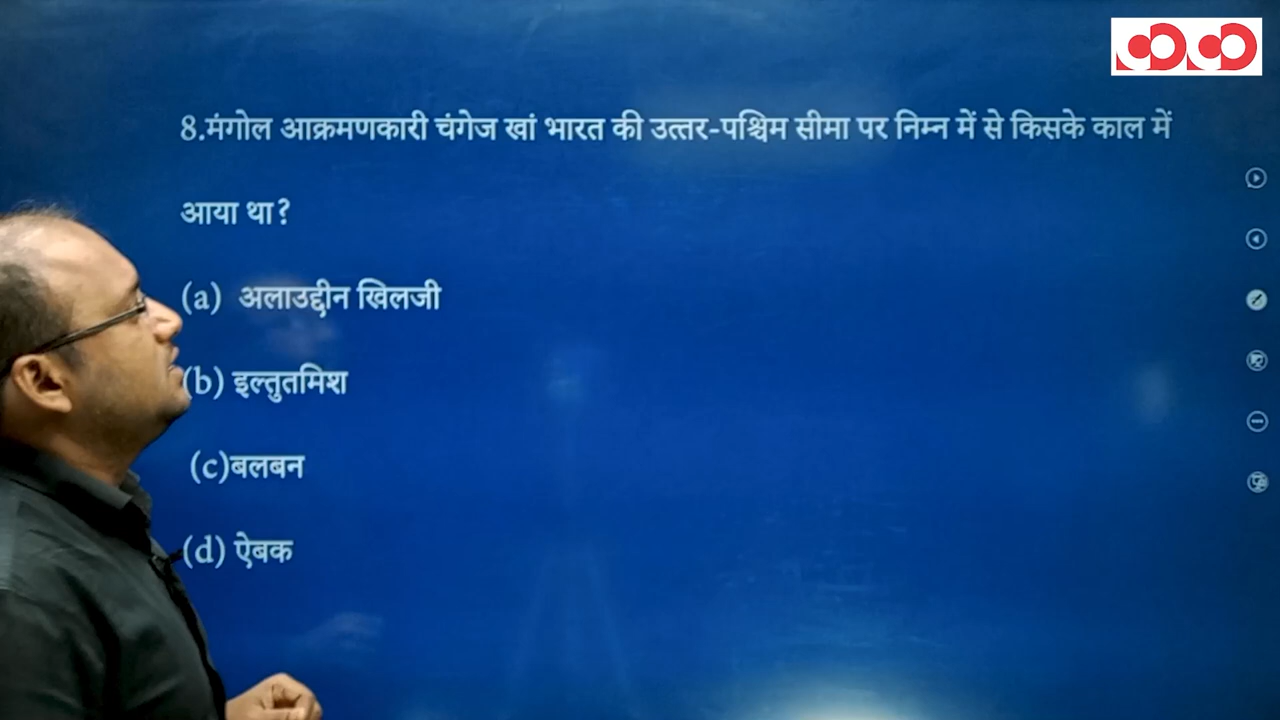 8.मंगोल आक्रमणकारी चंगेज खां भारत की उत्तर-पश्चिम सीमा पर निम्न में से किसके काल में
आया था?
(a) अलाउद्दीन खिलजी
(b) इल्तुतमिश
(c)बलबन
(d) ऐबक